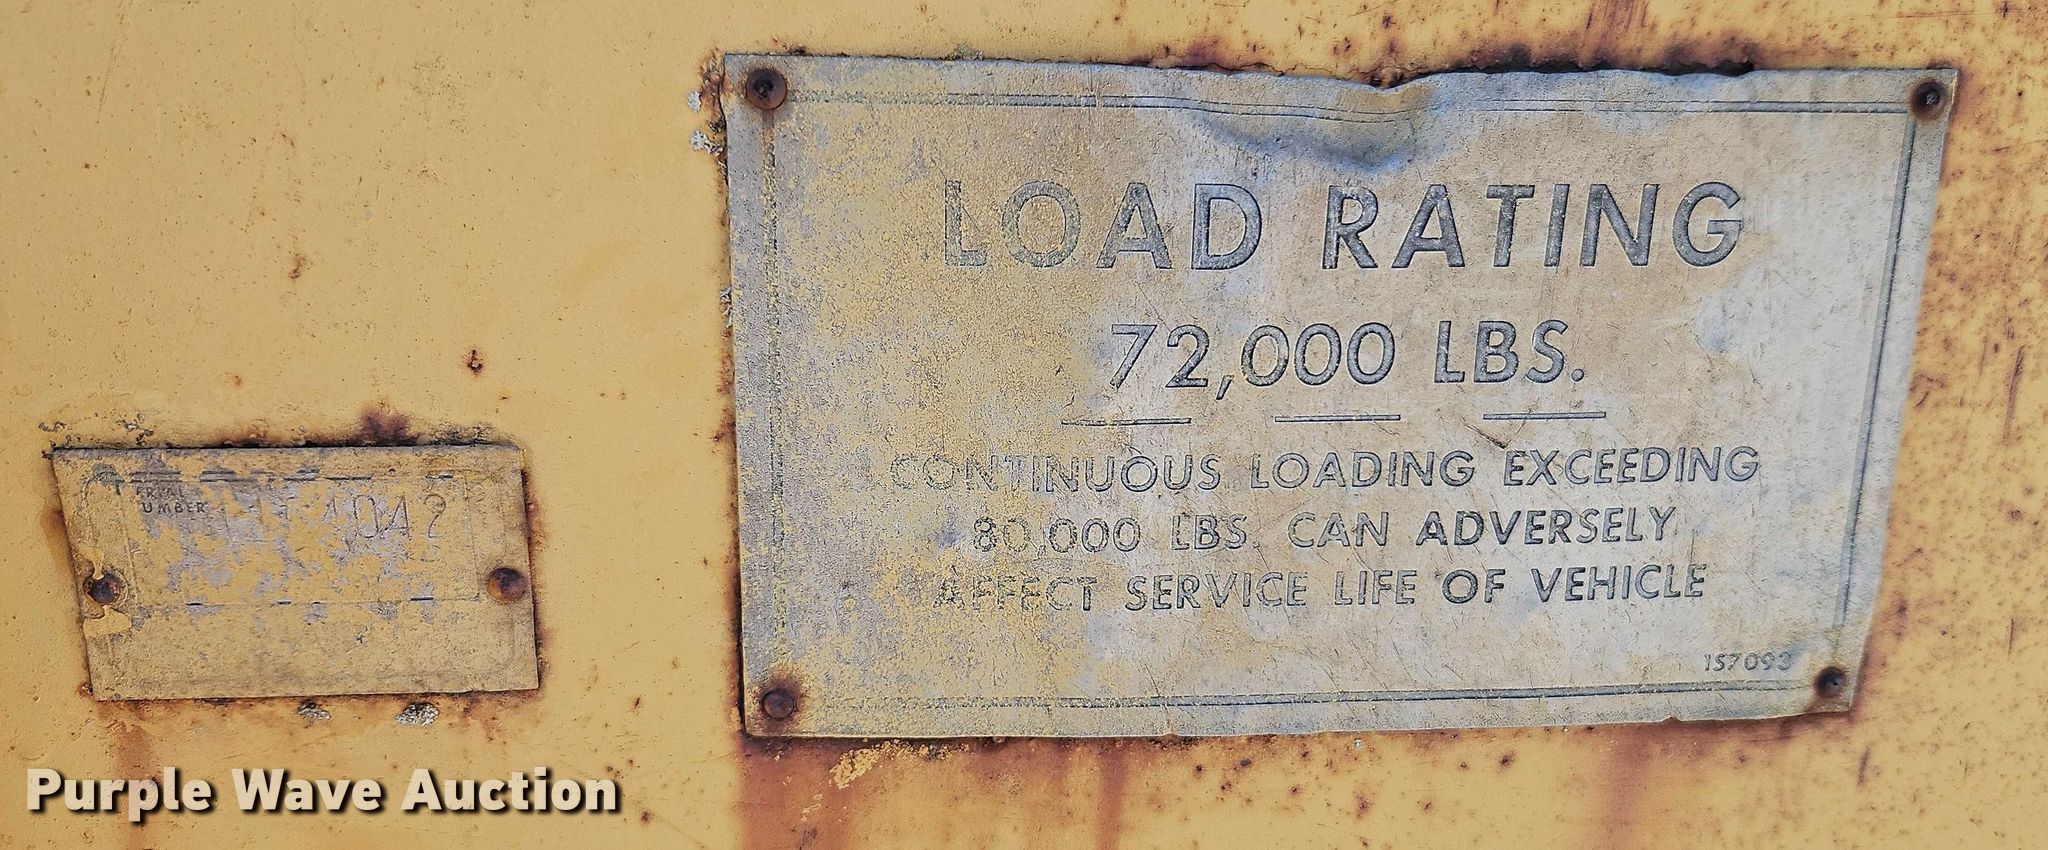 LOAD RATING
72,000 LBS.
CONTINUOUS LOADING EXCEEDING
80,000 LBS. CAN ADVERSELY
AFFECT SERVICE LIFE OF VEHICLE
157093
Purple Wave Auction